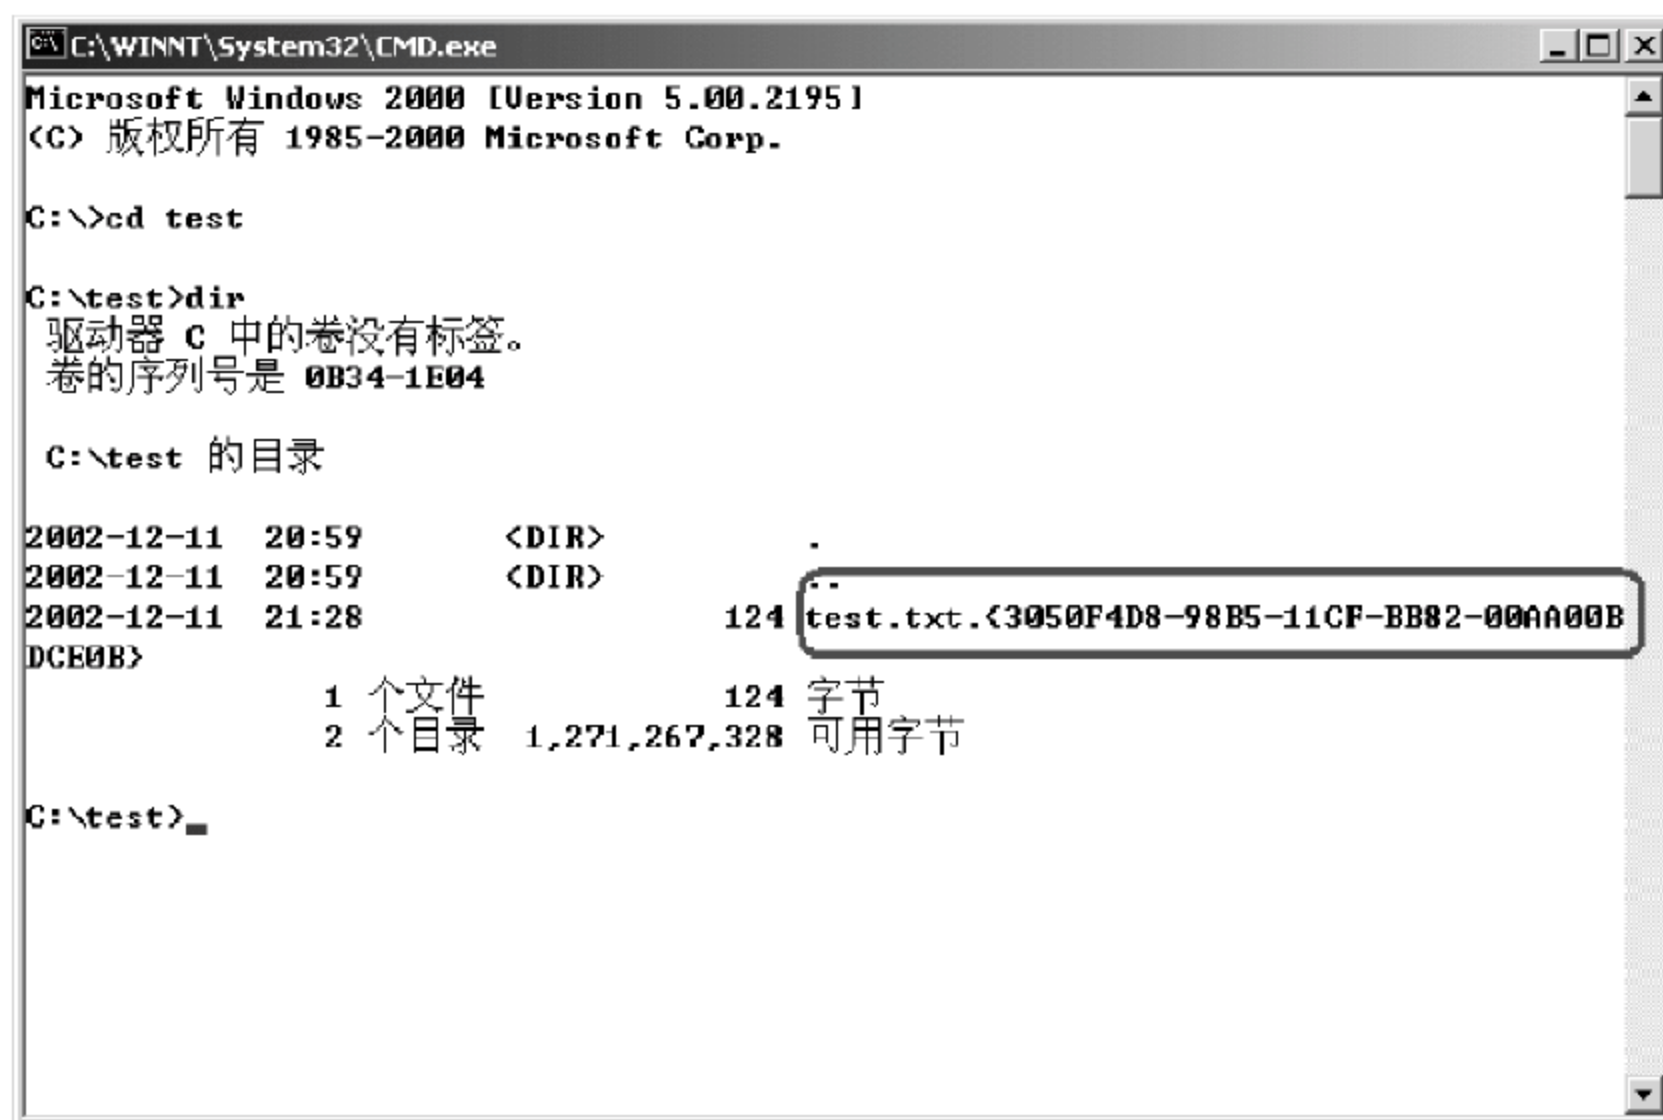 C:\WINNT\System32\CMD.exe
Microsoft Windows 2000 [Version 5.00.2195]
(C) 版权所有 1985-2000 Microsoft Corp.
C:\>cd test
C:\test>dir
驱动器 C 中的卷没有标签。
卷的序列号是 0B34-1E04
C:\test 的目录
2002-12-11 20:59 <DIR> .
2002-12-11 20:59 <DIR> ..
2002-12-11 21:28 124 test.txt.{3050F4D8-98B5-11CF-BB82-00AA00B
DCE0B}
1 个文件 124 字节
2 个目录 1,271,267,328 可用字节
C:\test>_